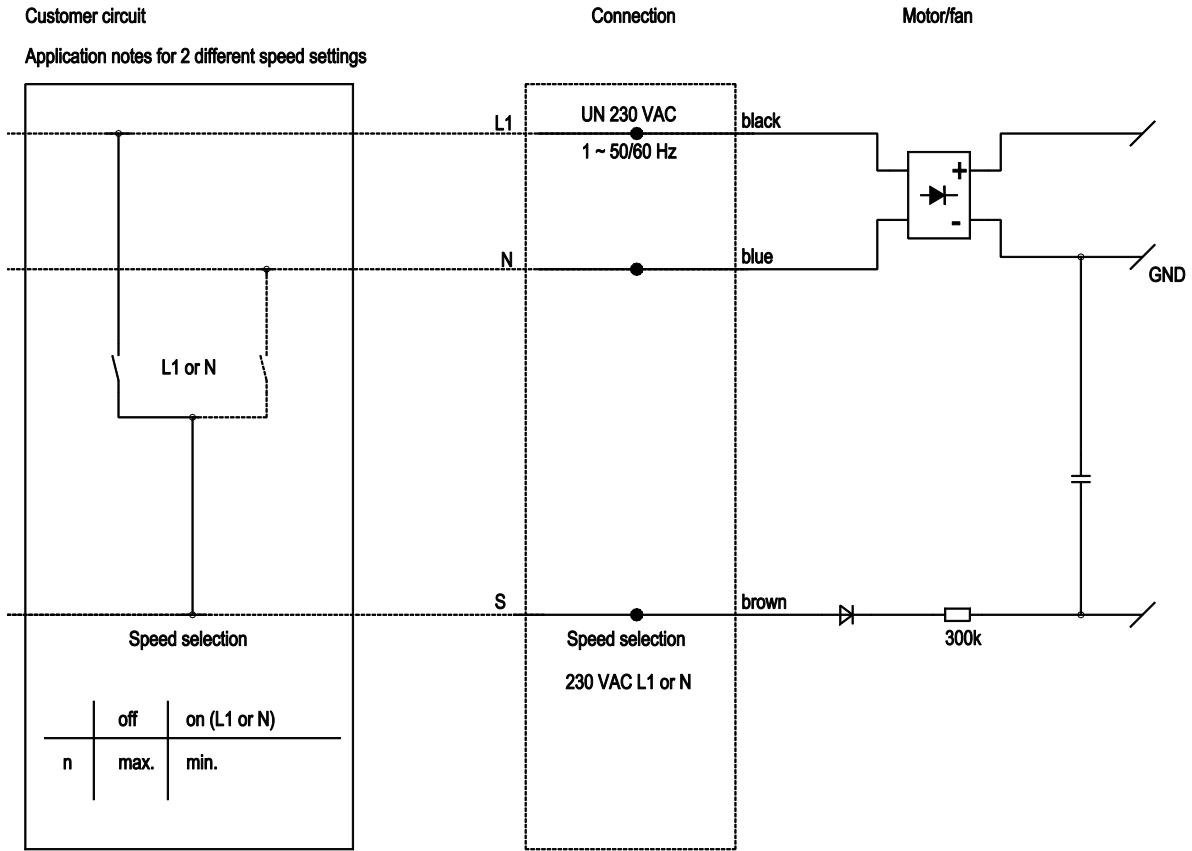 Customer circuit
Connection
Motor/fan
Application notes for 2 different speed settings
L1
UN 230 VAC
1 ~ 50/60 Hz
black
+
-
N
blue
GND
L1 or N
S
brown
Speed selection
Speed selection
300k
230 VAC L1 or N
off
on (L1 or N)
n
max.
min.